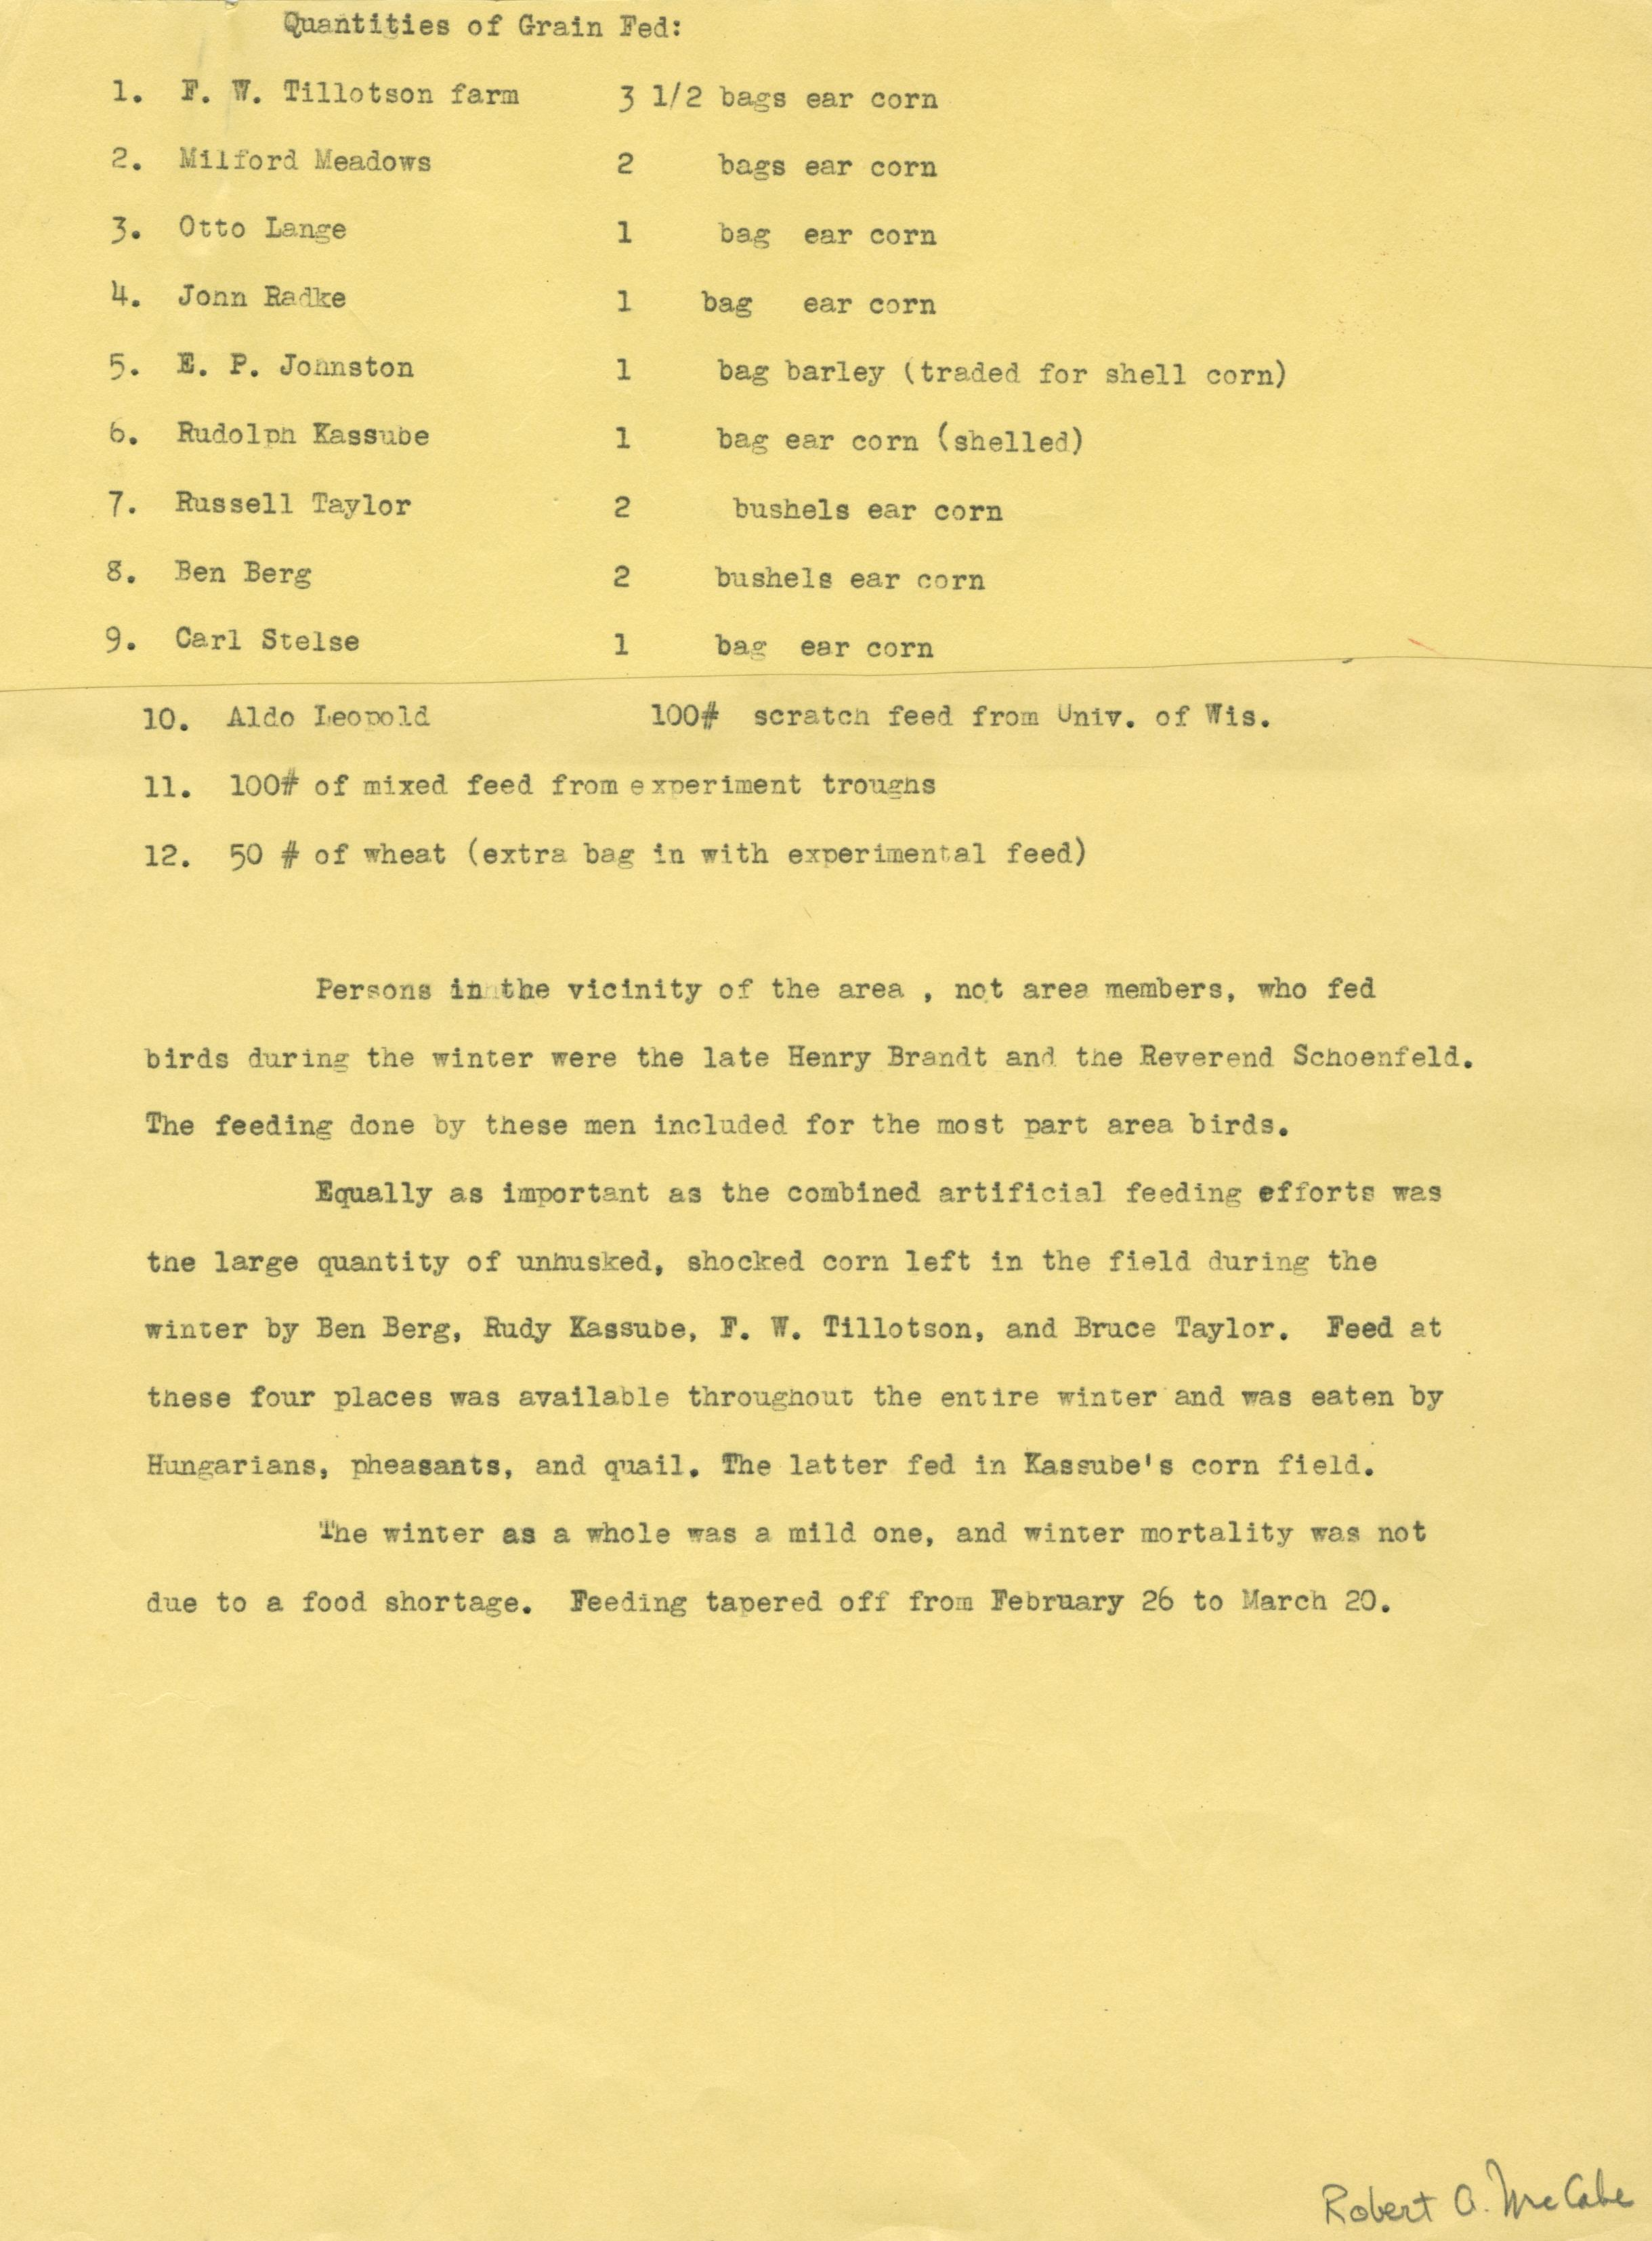 Quantities of Grain Fed:
1. F. W. Tillotson farm 3 1/2 bags ear corn
2. Milford Meadows 2 bags ear corn
3. Otto Lange 1 bag ear corn
4. John Radke 1 bag ear corn
5. E. P. Johnston 1 bag barley (traded for shell corn)
6. Rudolph Kassube 1 bag ear corn (shelled)
7. Russell Taylor 2 bushels ear corn
8. Ben Berg 2 bushels ear corn
9. Carl Stelse 1 bag ear corn
10. Aldo Leopold 100# scratch feed from Univ. of Wis.
11. 100# of mixed feed from experiment troughs
12. 50 # of wheat (extra bag in with experimental feed)
Persons in the vicinity of the area , not area members, who fed
birds during the winter were the late Henry Brandt and the Reverend Schoenfeld.
The feeding done by these men included for the most part area birds.
Equally as important as the combined artificial feeding efforts was
the large quantity of unhusked, shocked corn left in the field during the
winter by Ben Berg, Rudy Kassube, F. W. Tillotson, and Bruce Taylor. Feed at
these four places was available throughout the entire winter and was eaten by
Hungarians, pheasants, and quail. The latter fed in Kassube's corn field.
The winter as a whole was a mild one, and winter mortality was not
due to a food shortage. Feeding tapered off from February 26 to March 20.
Robert A. McCabe